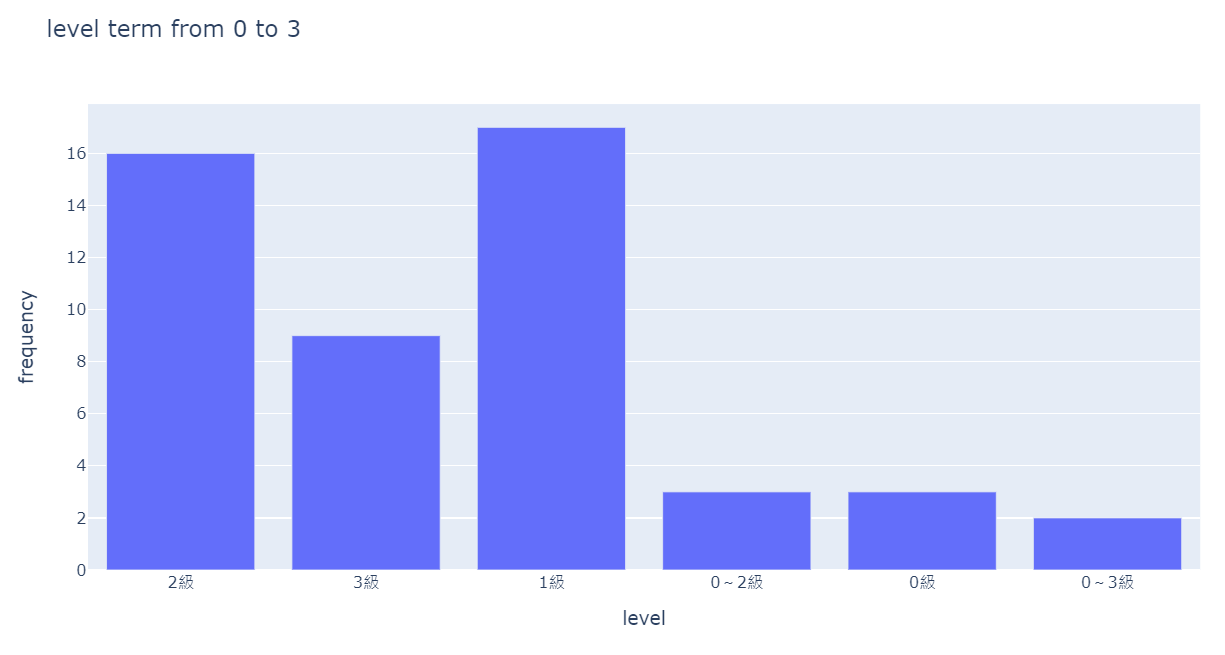 level term from 0 to 3
frequency
16
14
12
10
8
6
4
2
0
2級
3級
1級
0~2級
0級
0~3級
level